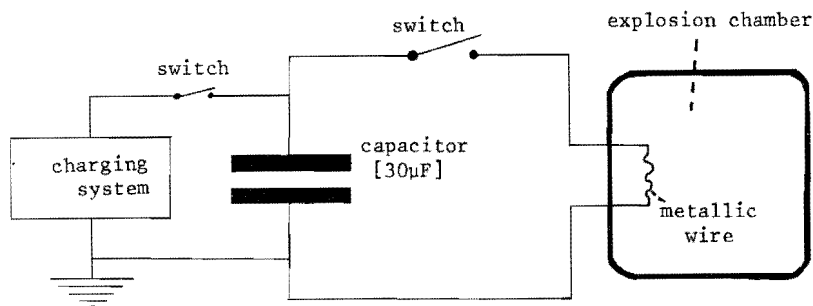 explosion chamber
switch
switch
capacitor
[30µF]
charging
system
metallic
wire